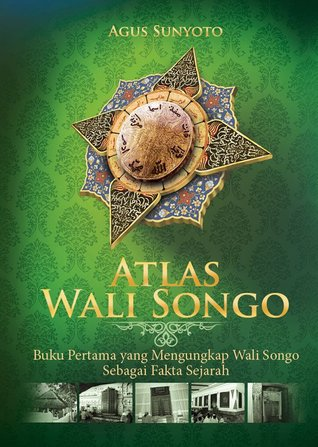 AGUS SUNYOTO
ATLAS
WALI SONGO
Buku Pertama yang Mengungkap Wali Songo
Sebagai Fakta Sejarah